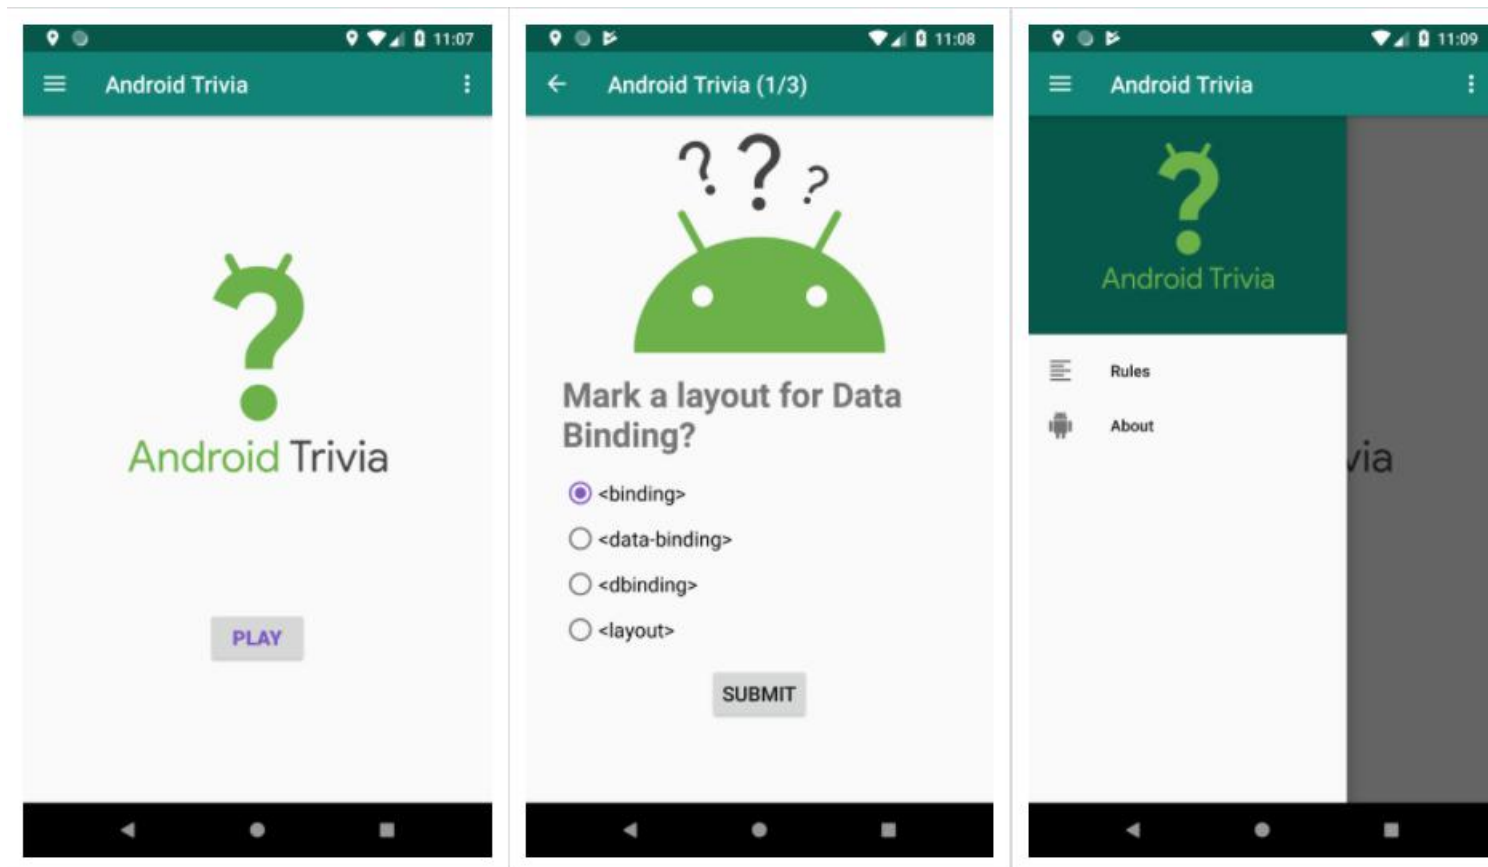 11:07
Android Trivia
Android Trivia
PLAY
11:08
Android Trivia (1/3)
? ? ?
Mark a layout for Data
Binding?
<binding>
<data-binding>
<dbinding>
<layout>
SUBMIT
11:09
Android Trivia
Android Trivia
Rules
About
via